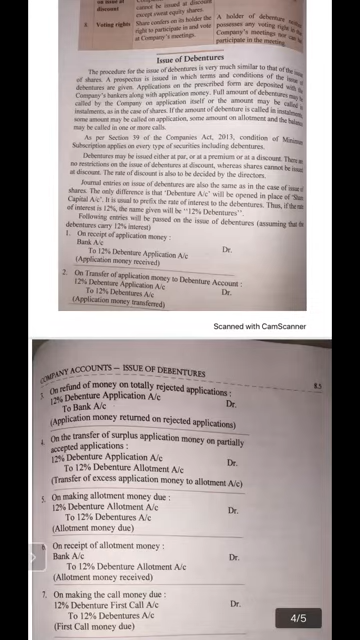 on issue at
discount
cannot be issued at discount
except sweat equity shares.
8. Voting rights
Share confers on its holder the
right to participate in and vote
at Company's meetings.
A holder of debenture
possesses any voting right
Company's meetings nor can
participate in the meeting.
Issue of Debentures
The procedure for the issue of debentures is very much similar to that of the issue
of shares. A prospectus is issued in which terms and conditions of the issue of
debentures are given. Applications on the prescribed form are deposited with the
Company's bankers along with application money. Full amount of debentures may be
called by the Company on application itself or the amount may be called in
instalments, as in the case of shares. If the amount of debenture is called in instalments,
some amount may be called on application, some amount on allotment and the balance
may be called in one or more calls.
As per Section 39 of the Companies Act, 2013, condition of Minimum
Subscription applies on every type of securities including debentures.
Debentures may be issued either at par, or at a premium or at a discount. There are
no restrictions on the issue of debentures at discount, whereas shares cannot be issued
at discount. The rate of discount is also to be decided by the directors.
Journal entries on issue of debentures are also the same as in the case of issue of
shares. The only difference is that 'Debenture A/c' will be opened in place of 'Share
Capital A/c'. It is usual to prefix the rate of interest to the debentures. Thus, if the rate
of interest is 12%, the name given will be "12% Debentures".
Following entries will be passed on the issue of debentures (assuming that the
debentures carry 12% interest)
1. On receipt of application money :
Bank A/c Dr.
To 12% Debenture Application A/c
(Application money received)
2. On Transfer of application money to Debenture Account :
12% Debenture Application A/c Dr.
To 12% Debentures A/c
(Application money transferred)
Scanned with CamScanner
COMPANY ACCOUNTS — ISSUE OF DEBENTURES 8.5
3. On refund of money on totally rejected applications :
12% Debenture Application A/c Dr.
To Bank A/c
(Application money returned on rejected applications)
4. On the transfer of surplus application money on partially
accepted applications :
12% Debenture Application A/c Dr.
To 12% Debenture Allotment A/c
(Transfer of excess application money to allotment A/c)
5. On making allotment money due :
12% Debenture Allotment A/c Dr.
To 12% Debentures A/c
(Allotment money due)
6. On receipt of allotment money :
Bank A/c Dr.
To 12% Debenture Allotment A/c
(Allotment money received)
7. On making the call money due :
12% Debenture First Call A/c Dr.
To 12% Debentures A/c
(First Call money due)
4/5